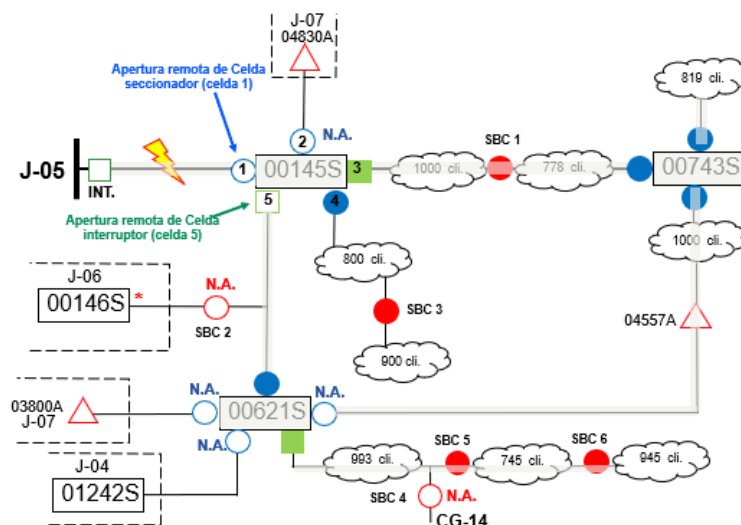 J-07
04830A
Apertura remota de Celda
seccionador (celda 1)
819 cli.
2
N.A.
SBC 1
J-05
INT.
1
00145S
3
1000 cli.
778 cli.
00743S
5
4
Apertura remota de Celda
interruptor (celda 5)
1000 cli.
800 cli.
J-06
00146S
*
N.A.
SBC 2
SBC 3
04557A
900 cli.
03800A
J-07
N.A.
00621S
N.A.
N.A.
J-04
01242S
993 cli.
SBC 5
745 cli.
SBC 6
945 cli.
SBC 4
N.A.
CG-14